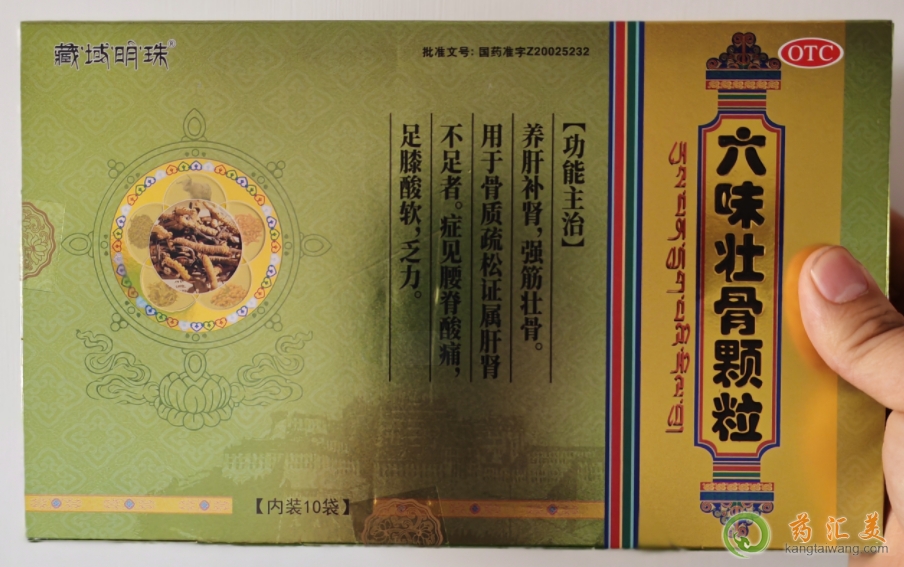 藏域明珠®
批准文号：国药准字Z20025232
OTC
六味壮骨颗粒
【功能主治】
养肝补肾，强筋壮骨。
用于骨质疏松证属肝肾
不足者。症见腰脊酸痛，
足膝酸软，乏力。
【内装10袋】
药汇美
kangtaiwang.com